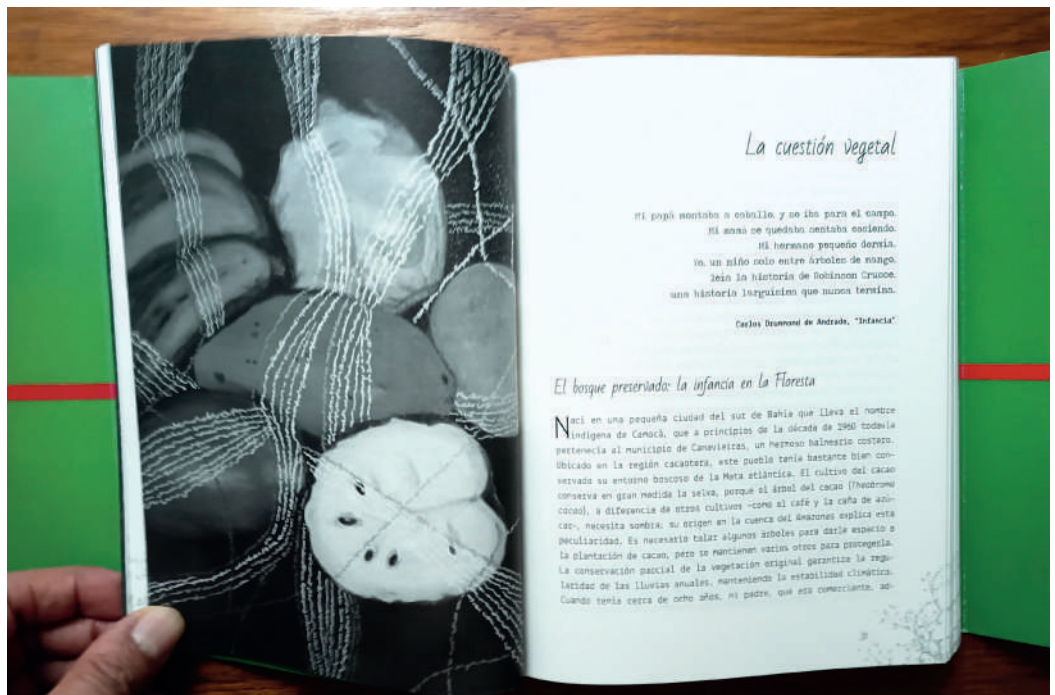 La cuestión vegetal
Mi papá montaba a caballo, y se iba para el campo.
Mi mamá se quedaba sentada cosiendo.
Mi hermano pequeño dormía.
Yo, un niño solo entre árboles de mango,
leía la historia de Robinson Crusoe,
una historia larguísima que nunca termina.
Carlos Drummond de Andrade, "Infancia"
El bosque preservado: la infancia en la Floresta
Nací en una pequeña ciudad del sur de Bahía que lleva el nombre
indígena de Camacã, que a principios de la década de 1960 todavía
pertenecía al municipio de Canavieiras, un hermoso balneario costero.
Ubicado en la región cacaotera, este pueblo tenía bastante bien con-
servado su entorno boscoso de la Mata atlántica. El cultivo del cacao
conserva en gran medida la selva, porque el árbol del cacao (Theobroma
cacao), a diferencia de otros cultivos –como el café y la caña de azú-
car–, necesita sombra; su origen en la cuenca del Amazonas explica esta
peculiaridad. Es necesario talar algunos árboles para darle espacio a
la plantación de cacao, pero se mantienen varios otros para protegerla.
La conservación parcial de la vegetación original garantiza la regu-
laridad de las lluvias anuales, manteniendo la estabilidad climática.
Cuando tenía cerca de ocho años, mi padre, que era comerciante, ad-